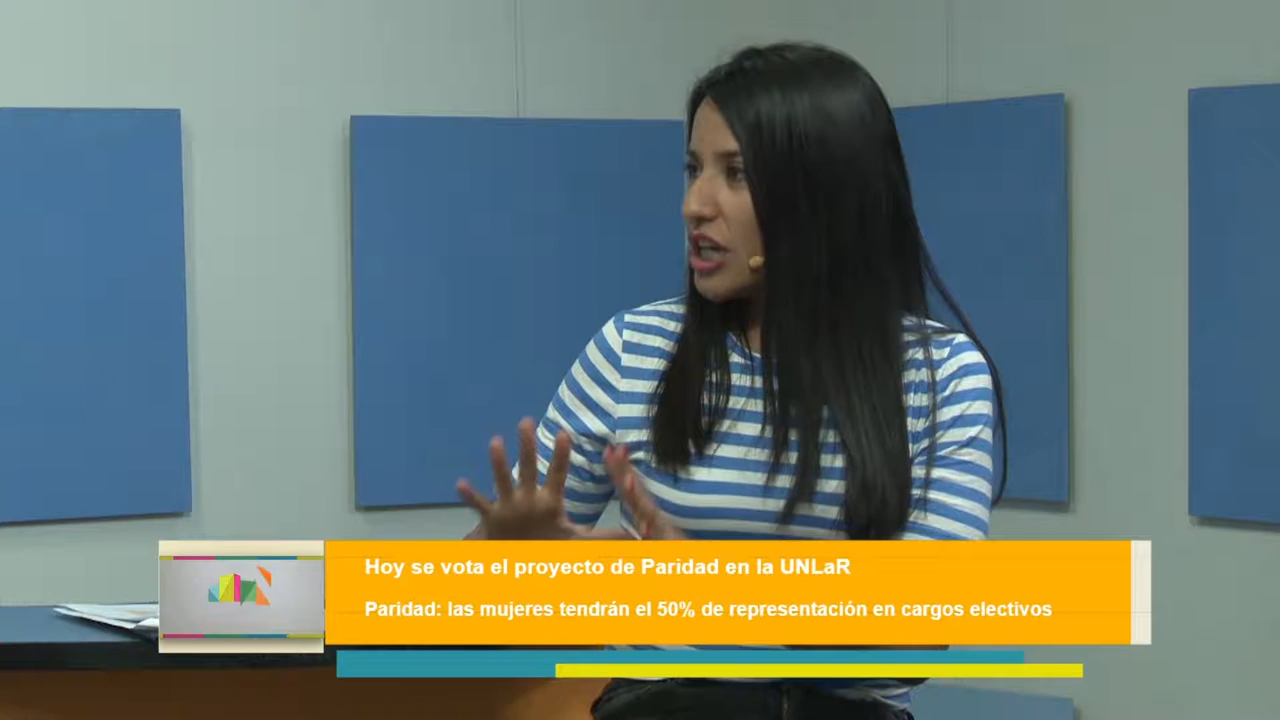 Hoy se vota el proyecto de Paridad en la UNLaR
Paridad: las mujeres tendrán el 50% de representación en cargos electivos